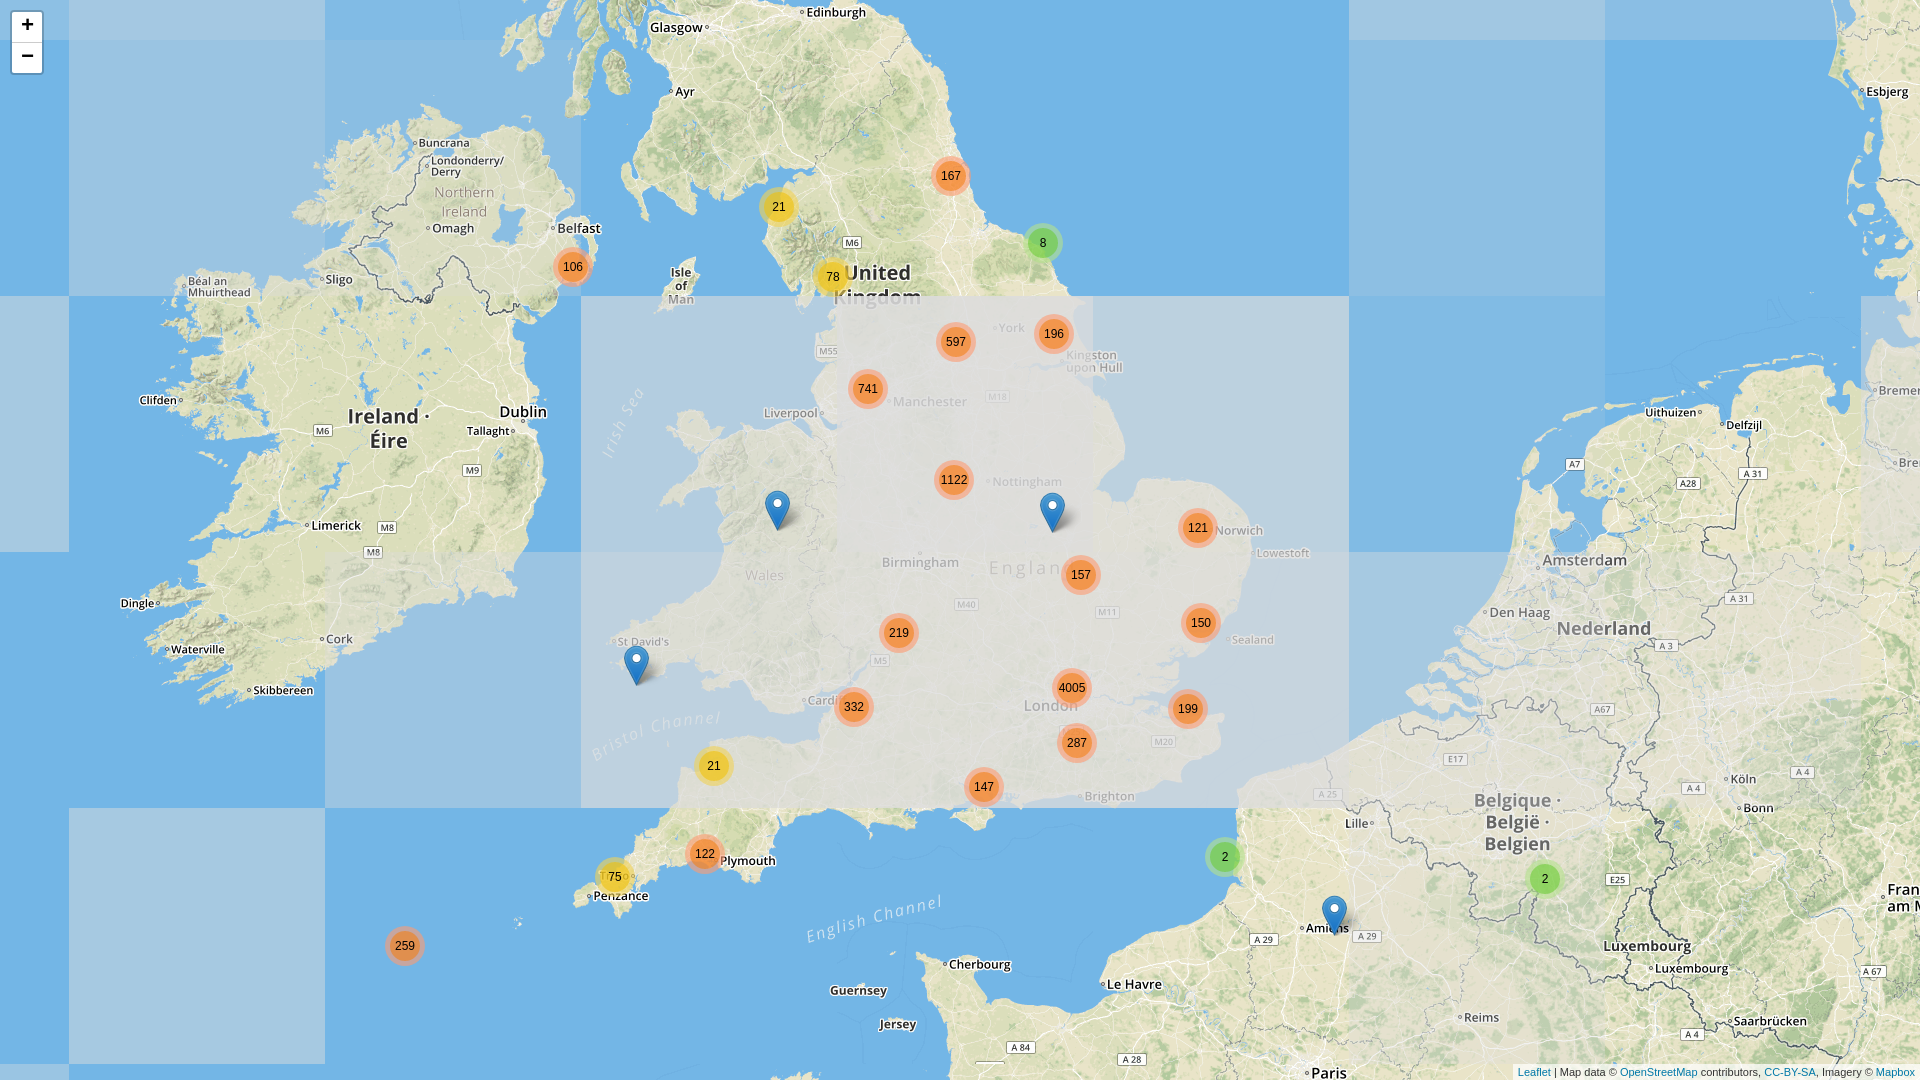 +
−
Edinburgh
Glasgow
Ayr
Esbjerg
Buncrana
Londonderry/
Derry
167
Northern
Ireland
21
Omagh
Belfast
8
M6
106
78
United
Kingdom
Isle
of
Man
Sligo
Béal an
Mhuirthead
York
196
597
M55
Kingston
upon Hull
741
Manchester
M18
Bremer
Clifden
Irish Sea
Liverpool
Dublin
Ireland ·
Éire
M6
Tallaght
Uithuizen
Delfzijl
A7
Bre
M9
A 31
1122
Nottingham
A28
Limerick
M8
121
Norwich
M8
Lowestoft
Birmingham
Englan
Amsterdam
Wales
157
A 31
Dingle
M40
M11
Den Haag
150
Nederland
219
Cork
St David's
Sealand
Waterville
M5
A 3
Skibbereen
4005
Cardi
332
London
199
A67
Bristol Channel
287
M20
E17
21
A 4
147
Köln
A 4
Brighton
A 25
Belgique ·
België ·
Belgien
Bonn
Lille
122
Plymouth
2
75
Penzance
2
E25
Fran
am M
English Channel
Amiens
A 29
A 29
259
Luxembourg
Cherbourg
Luxembourg
A 67
Le Havre
Guernsey
Reims
Jersey
Saarbrücken
A 4
A 84
A 28
Paris
Leaflet | Map data © OpenStreetMap contributors, CC-BY-SA, Imagery © Mapbox